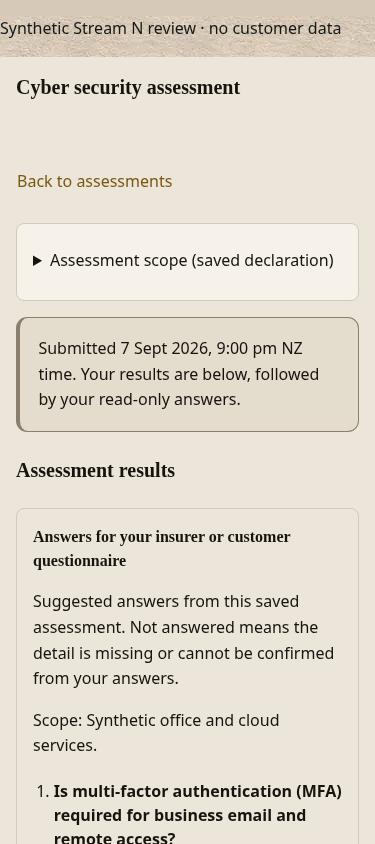 Synthetic Stream N review · no customer data
Cyber security assessment
Back to assessments
▶ Assessment scope (saved declaration)
Submitted 7 Sept 2026, 9:00 pm NZ
time. Your results are below, followed
by your read-only answers.
Assessment results
Answers for your insurer or customer
questionnaire
Suggested answers from this saved
assessment. Not answered means the
detail is missing or cannot be confirmed
from your answers.
Scope: Synthetic office and cloud
services.
1. Is multi-factor authentication (MFA)
required for business email and
remote access?